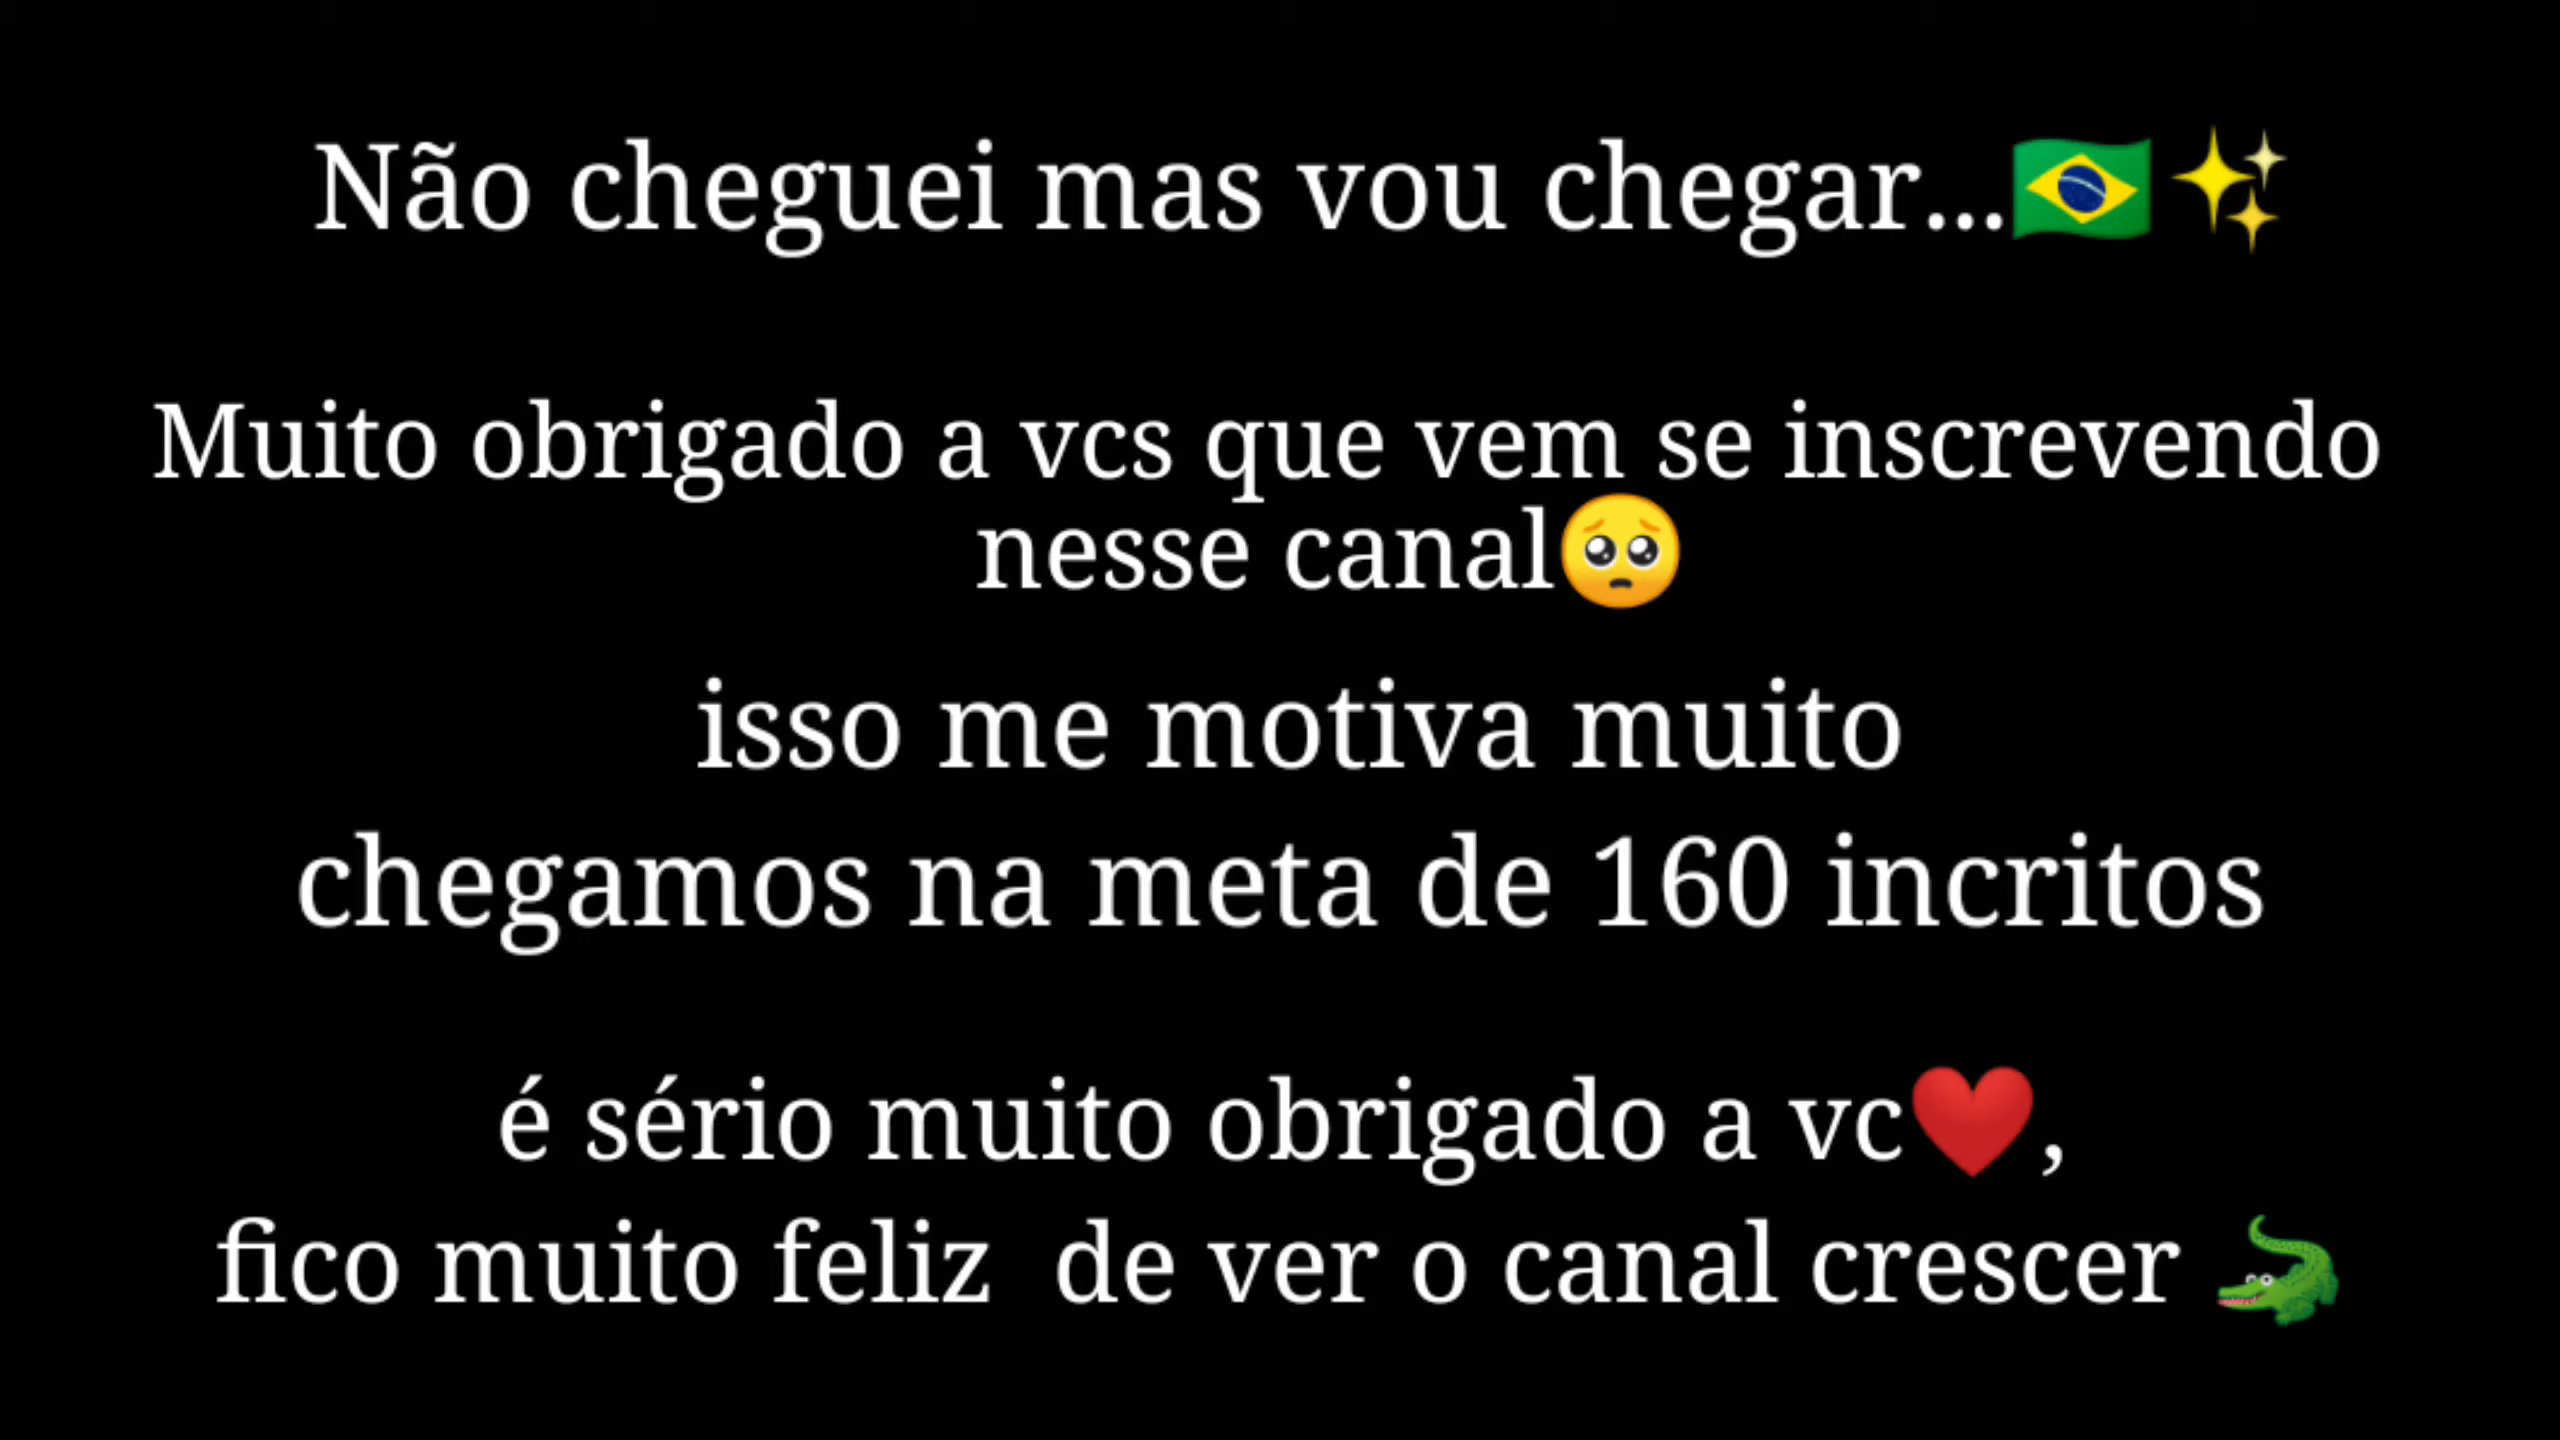 Não cheguei mas vou chegar...🇧🇷✨
Muito obrigado a vcs que vem se inscrevendo
nesse canal🥺
isso me motiva muito
chegamos na meta de 160 incritos
é sério muito obrigado a vc❤️,
fico muito feliz  de ver o canal crescer 🐊